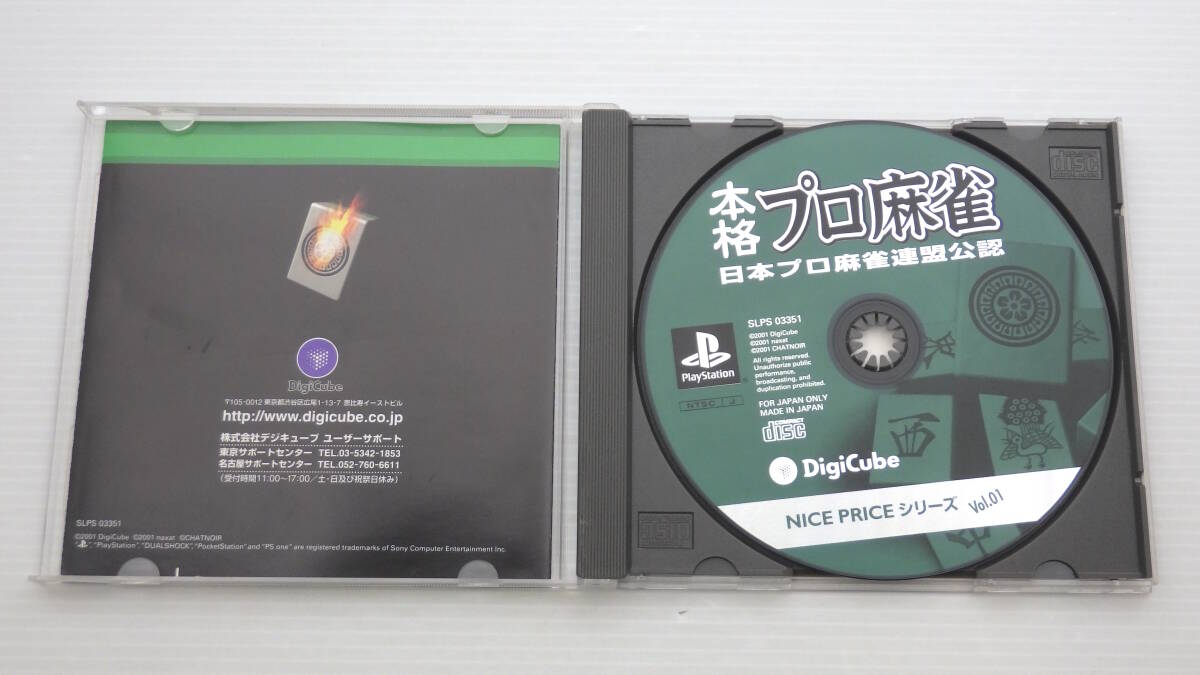 DigiCube
〒105-0012 東京都渋谷区広尾1-13-7 恵比寿イーストビル
http://www.digicube.co.jp
株式会社デジキューブ ユーザーサポート
東京サポートセンター TEL.03-5342-1853
名古屋サポートセンター TEL.052-760-6611
(受付時間11:00~17:00/土・日及び祝祭日休み)
SLPS 03351
©2001 DigiCube ©2001 naxat ©CHATNOIR
"PlayStation", "DUALSHOCK", "PocketStation" and "PS one" are registered trademarks of Sony Computer Entertainment Inc.
本格プロ麻雀
日本プロ麻雀連盟公認
SLPS 03351
©2001 DigiCube
©2001 naxat
©2001 CHATNOIR
All rights reserved.
Unauthorize public
performance,
broadcasting, and
duplication prohibited.
PlayStation
NTSC J
FOR JAPAN ONLY
MADE IN JAPAN
COMPACT
disc
DigiCube
NICE PRICE シリーズ Vol.01
西
COMPACT
disc